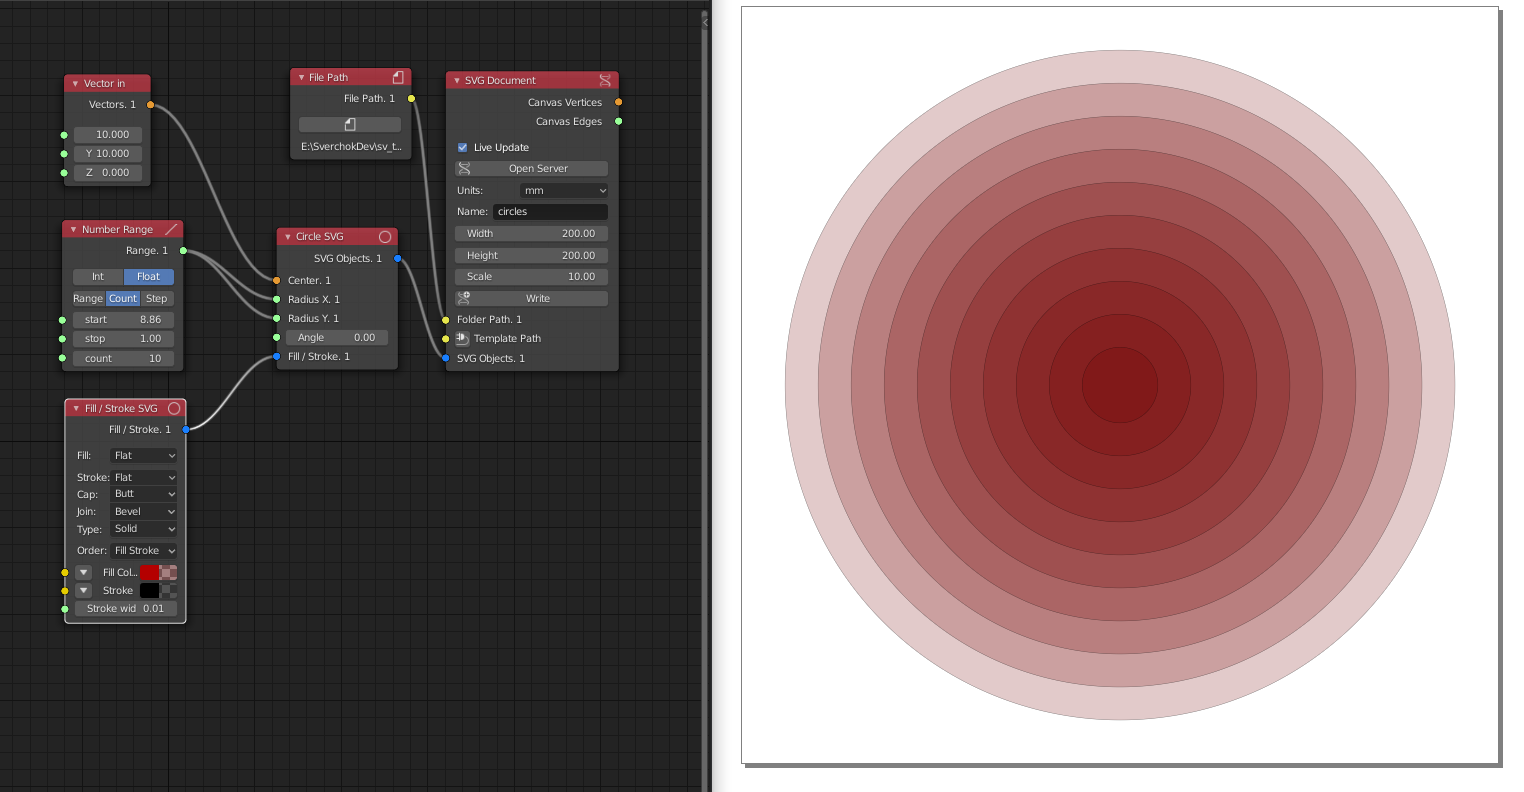 Vector in
Vectors. 1
10.000
Y 10.000
Z 0.000
Number Range
Range. 1
Int Float
Range Count Step
start 8.86
stop 1.00
count 10
Fill / Stroke SVG
Fill / Stroke. 1
Fill: Flat
Stroke: Flat
Cap: Butt
Join: Bevel
Type: Solid
Order: Fill Stroke
Fill Col...
Stroke
Stroke wid 0.01
File Path
File Path. 1
E:\SverchokDev\sv_t...
Circle SVG
SVG Objects. 1
Center. 1
Radius X. 1
Radius Y. 1
Angle 0.00
Fill / Stroke. 1
SVG Document
Canvas Vertices
Canvas Edges
Live Update
Open Server
Units: mm
Name: circles
Width 200.00
Height 200.00
Scale 10.00
Write
Folder Path. 1
Template Path
SVG Objects. 1